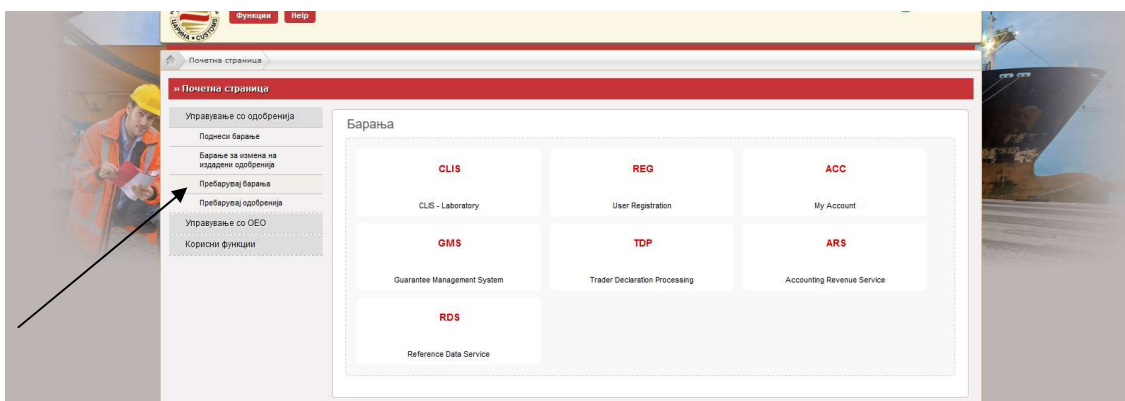 Функции Help
ЦАРИНА • CUSTOMS
Почетна страница
» Почетна страница
Управување со одобренија
Поднеси барање
Барање за измена на
издадени одобренија
Пребарувај барања
Пребарувај одобренија
Управување со ОЕО
Корисни функции
Барања
CLIS REG ACC
CLIS - Laboratory User Registration My Account
GMS TDP ARS
Guarantee Management System Trader Declaration Processing Accounting Revenue Service
RDS
Reference Data Service